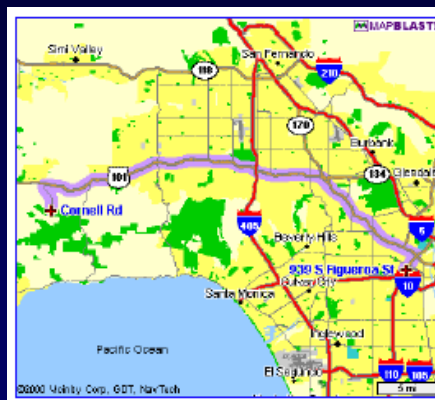 MAPBLAST
Simi Valley
San Fernando
118
210
170
Burbank
134
Glendale
101
Cornell Rd
405
5
Beverly Hills
939 S Figueroa St
Culver City
10
Santa Monica
Inglewood
Pacific Ocean
El Segundo
110
105
©2000 Vicinity Corp, GDT, NavTech
5 mi